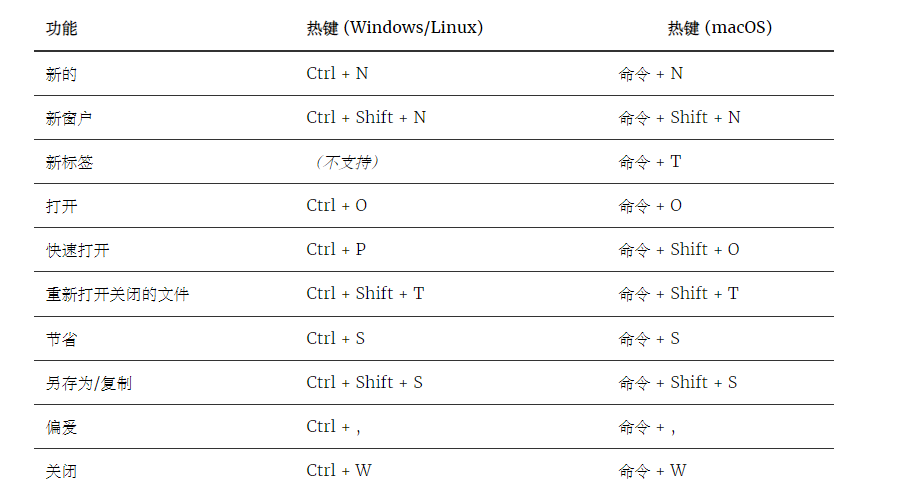 功能 热键 (Windows/Linux) 热键 (macOS)
新的 Ctrl + N 命令 + N
新窗户 Ctrl + Shift + N 命令 + Shift + N
新标签 （不支持） 命令 + T
打开 Ctrl + O 命令 + O
快速打开 Ctrl + P 命令 + Shift + O
重新打开关闭的文件 Ctrl + Shift + T 命令 + Shift + T
节省 Ctrl + S 命令 + S
另存为/复制 Ctrl + Shift + S 命令 + Shift + S
偏爱 Ctrl + , 命令 + ,
关闭 Ctrl + W 命令 + W